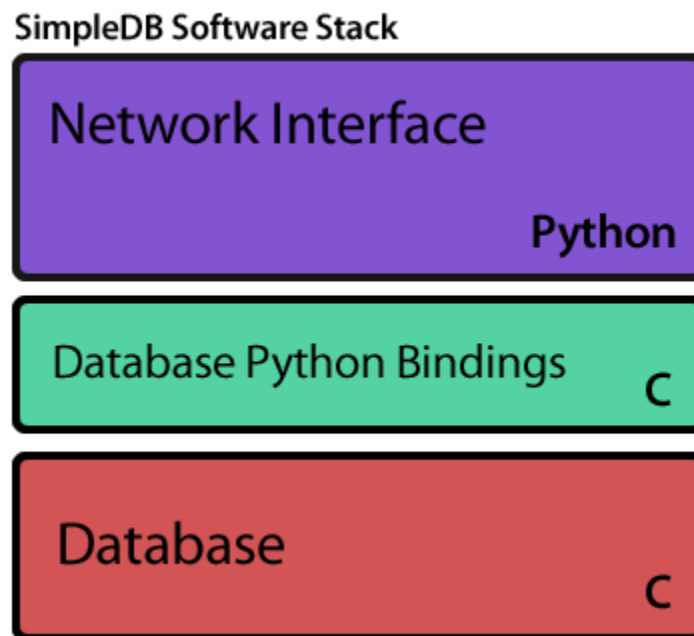 SimpleDB Software Stack
Network Interface
Python
Database Python Bindings
C
Database
C